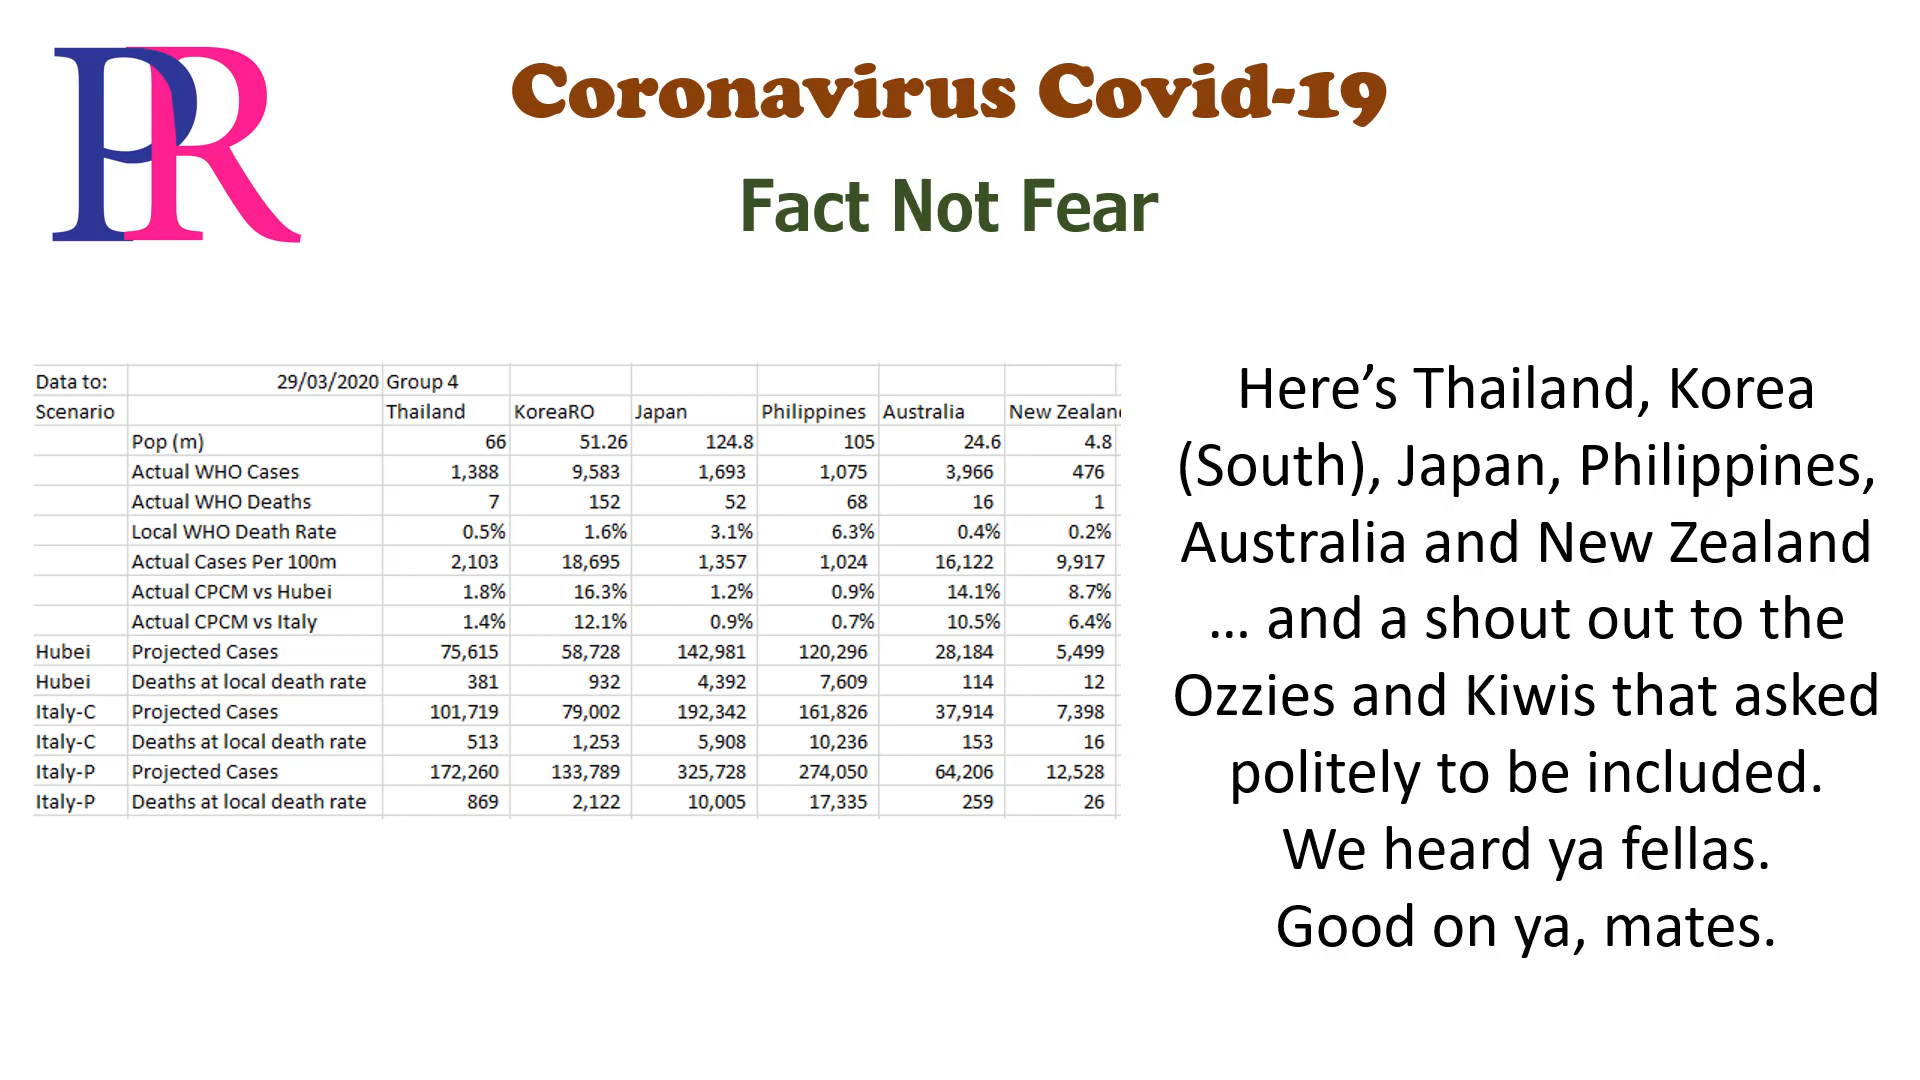 PR
Coronavirus Covid-19
Fact Not Fear
Data to: 29/03/2020 Group 4
Scenario Thailand KoreaRO Japan Philippines Australia New Zealan
Pop (m) 66 51.26 124.8 105 24.6 4.8
Actual WHO Cases 1,388 9,583 1,693 1,075 3,966 476
Actual WHO Deaths 7 152 52 68 16 1
Local WHO Death Rate 0.5% 1.6% 3.1% 6.3% 0.4% 0.2%
Actual Cases Per 100m 2,103 18,695 1,357 1,024 16,122 9,917
Actual CPCM vs Hubei 1.8% 16.3% 1.2% 0.9% 14.1% 8.7%
Actual CPCM vs Italy 1.4% 12.1% 0.9% 0.7% 10.5% 6.4%
Hubei Projected Cases 75,615 58,728 142,981 120,296 28,184 5,499
Hubei Deaths at local death rate 381 932 4,392 7,609 114 12
Italy-C Projected Cases 101,719 79,002 192,342 161,826 37,914 7,398
Italy-C Deaths at local death rate 513 1,253 5,908 10,236 153 16
Italy-P Projected Cases 172,260 133,789 325,728 274,050 64,206 12,528
Italy-P Deaths at local death rate 869 2,122 10,005 17,335 259 26
Here’s Thailand, Korea
(South), Japan, Philippines,
Australia and New Zealand
… and a shout out to the
Ozzies and Kiwis that asked
politely to be included.
We heard ya fellas.
Good on ya, mates.